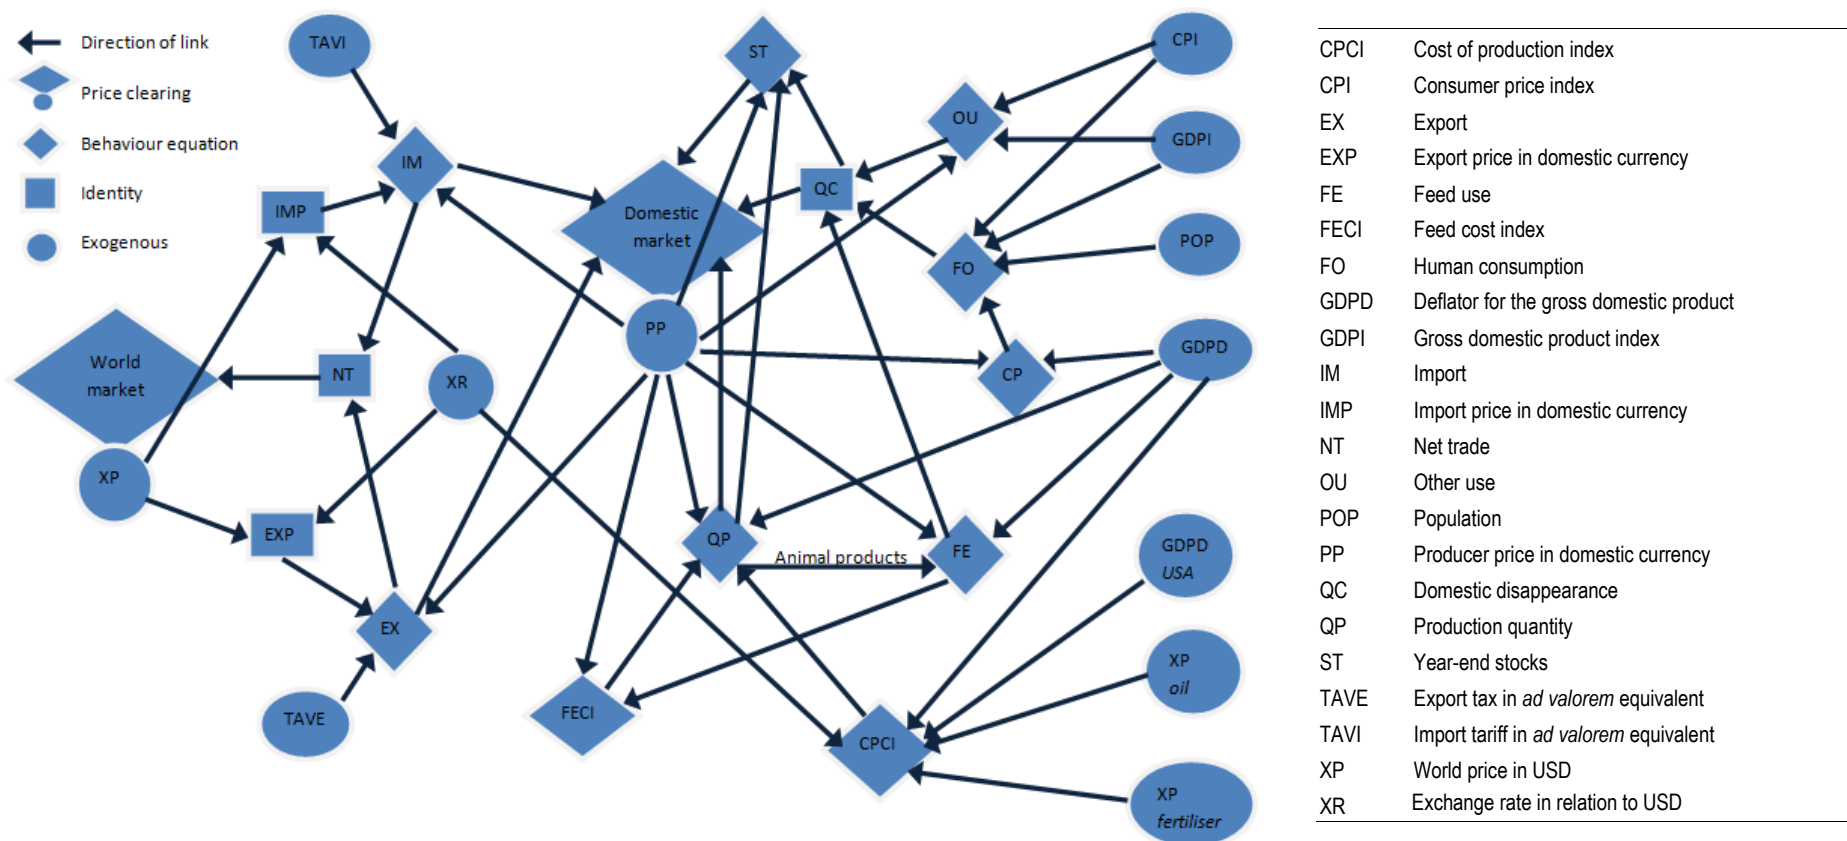 Direction of link
Price clearing
Behaviour equation
Identity
Exogenous
TAVI
ST
CPI
OU
GDPI
IM
QC
IMP
Domestic
market
FO
POP
PP
GDPD
World
market
NT
XR
CP
XP
EXP
QP
Animal products
FE
GDPD
USA
EX
XP
oil
TAVE
FECI
CPCI
XP
fertiliser
CPCI Cost of production index
CPI Consumer price index
EX Export
EXP Export price in domestic currency
FE Feed use
FECI Feed cost index
FO Human consumption
GDPD Deflator for the gross domestic product
GDPI Gross domestic product index
IM Import
IMP Import price in domestic currency
NT Net trade
OU Other use
POP Population
PP Producer price in domestic currency
QC Domestic disappearance
QP Production quantity
ST Year-end stocks
TAVE Export tax in ad valorem equivalent
TAVI Import tariff in ad valorem equivalent
XP World price in USD
XR Exchange rate in relation to USD